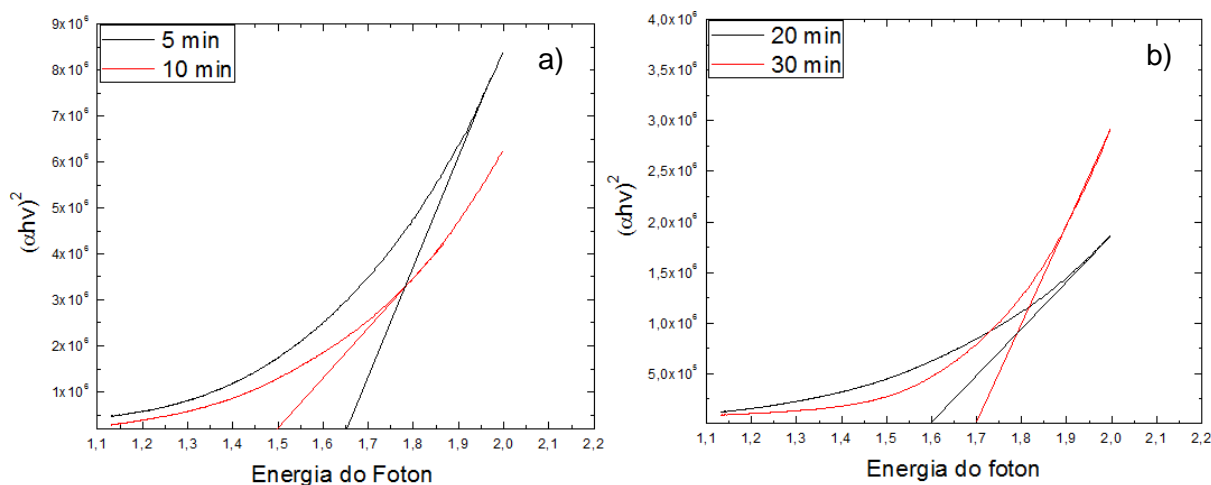 5 min
10 min
a)
9x10⁶
8x10⁶
7x10⁶
6x10⁶
5x10⁶
4x10⁶
3x10⁶
2x10⁶
1x10⁶
(αhv)²
1,1 1,2 1,3 1,4 1,5 1,6 1,7 1,8 1,9 2,0 2,1 2,2
Energia do Foton
20 min
30 min
b)
4,0x10⁶
3,5x10⁶
3,0x10⁶
2,5x10⁶
2,0x10⁶
1,5x10⁶
1,0x10⁶
5,0x10⁵
(αhv)²
1,1 1,2 1,3 1,4 1,5 1,6 1,7 1,8 1,9 2,0 2,1 2,2
Energia do foton